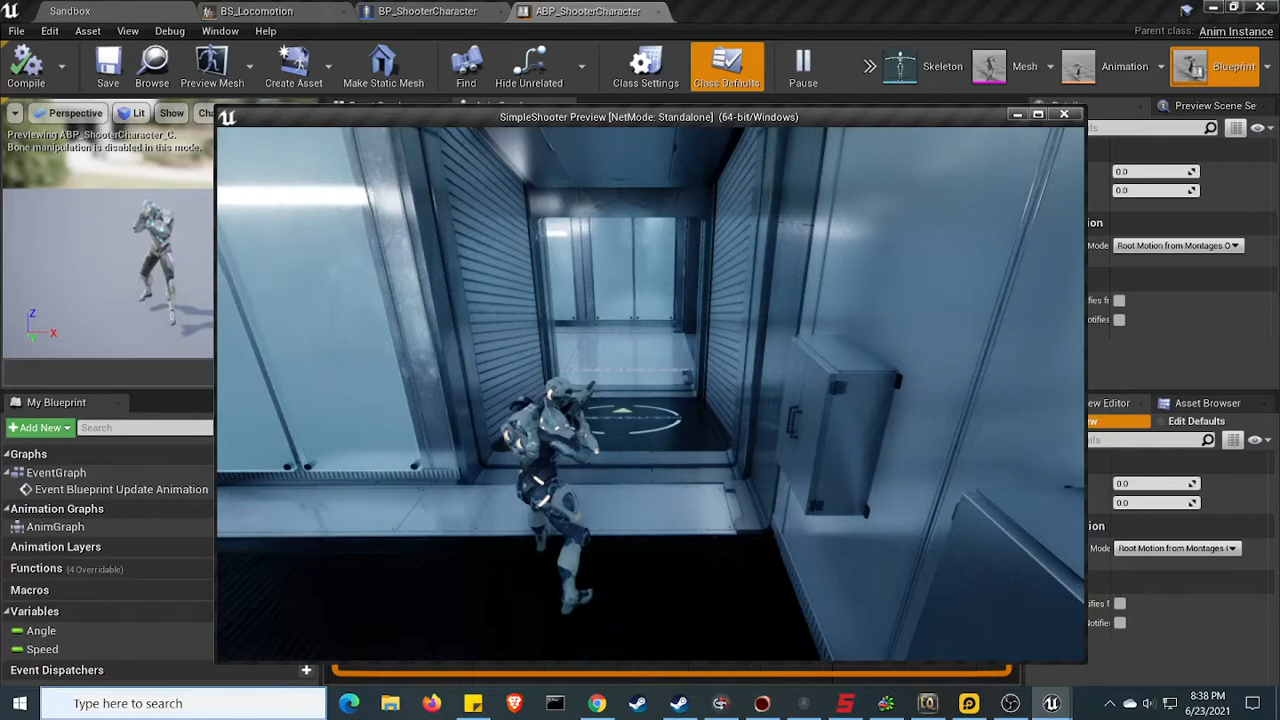 Sandbox
BS_Locomotion
BP_ShooterCharacter
ABP_ShooterCharacter
File Edit Asset View Debug Window Help
Parent class: Anim Instance
Compile
Save
Browse
Preview Mesh
Create Asset
Make Static Mesh
Find
Hide Unrelated
Class Settings
Class Defaults
Pause
Skeleton
Mesh
Animation
Blueprint
Perspective
Lit
Show
Preview Scene Se
Previewing ABP_ShooterCharacter_C.
Bone manipulation is disabled in this mode.
SimpleShooter Preview [NetMode: Standalone] (64-bit/Windows)
0.0
0.0
Mode Root Motion from Montages O
Z
X
Y
My Blueprint
Asset Browser
Add New
Search
Edit Defaults
Graphs
EventGraph
Event Blueprint Update Animation
0.0
0.0
Animation Graphs
AnimGraph
Animation Layers
Mode Root Motion from Montages
Functions (4 Overridable)
Macros
Variables
Angle
Speed
Event Dispatchers
Type here to search
8:38 PM
6/23/2021